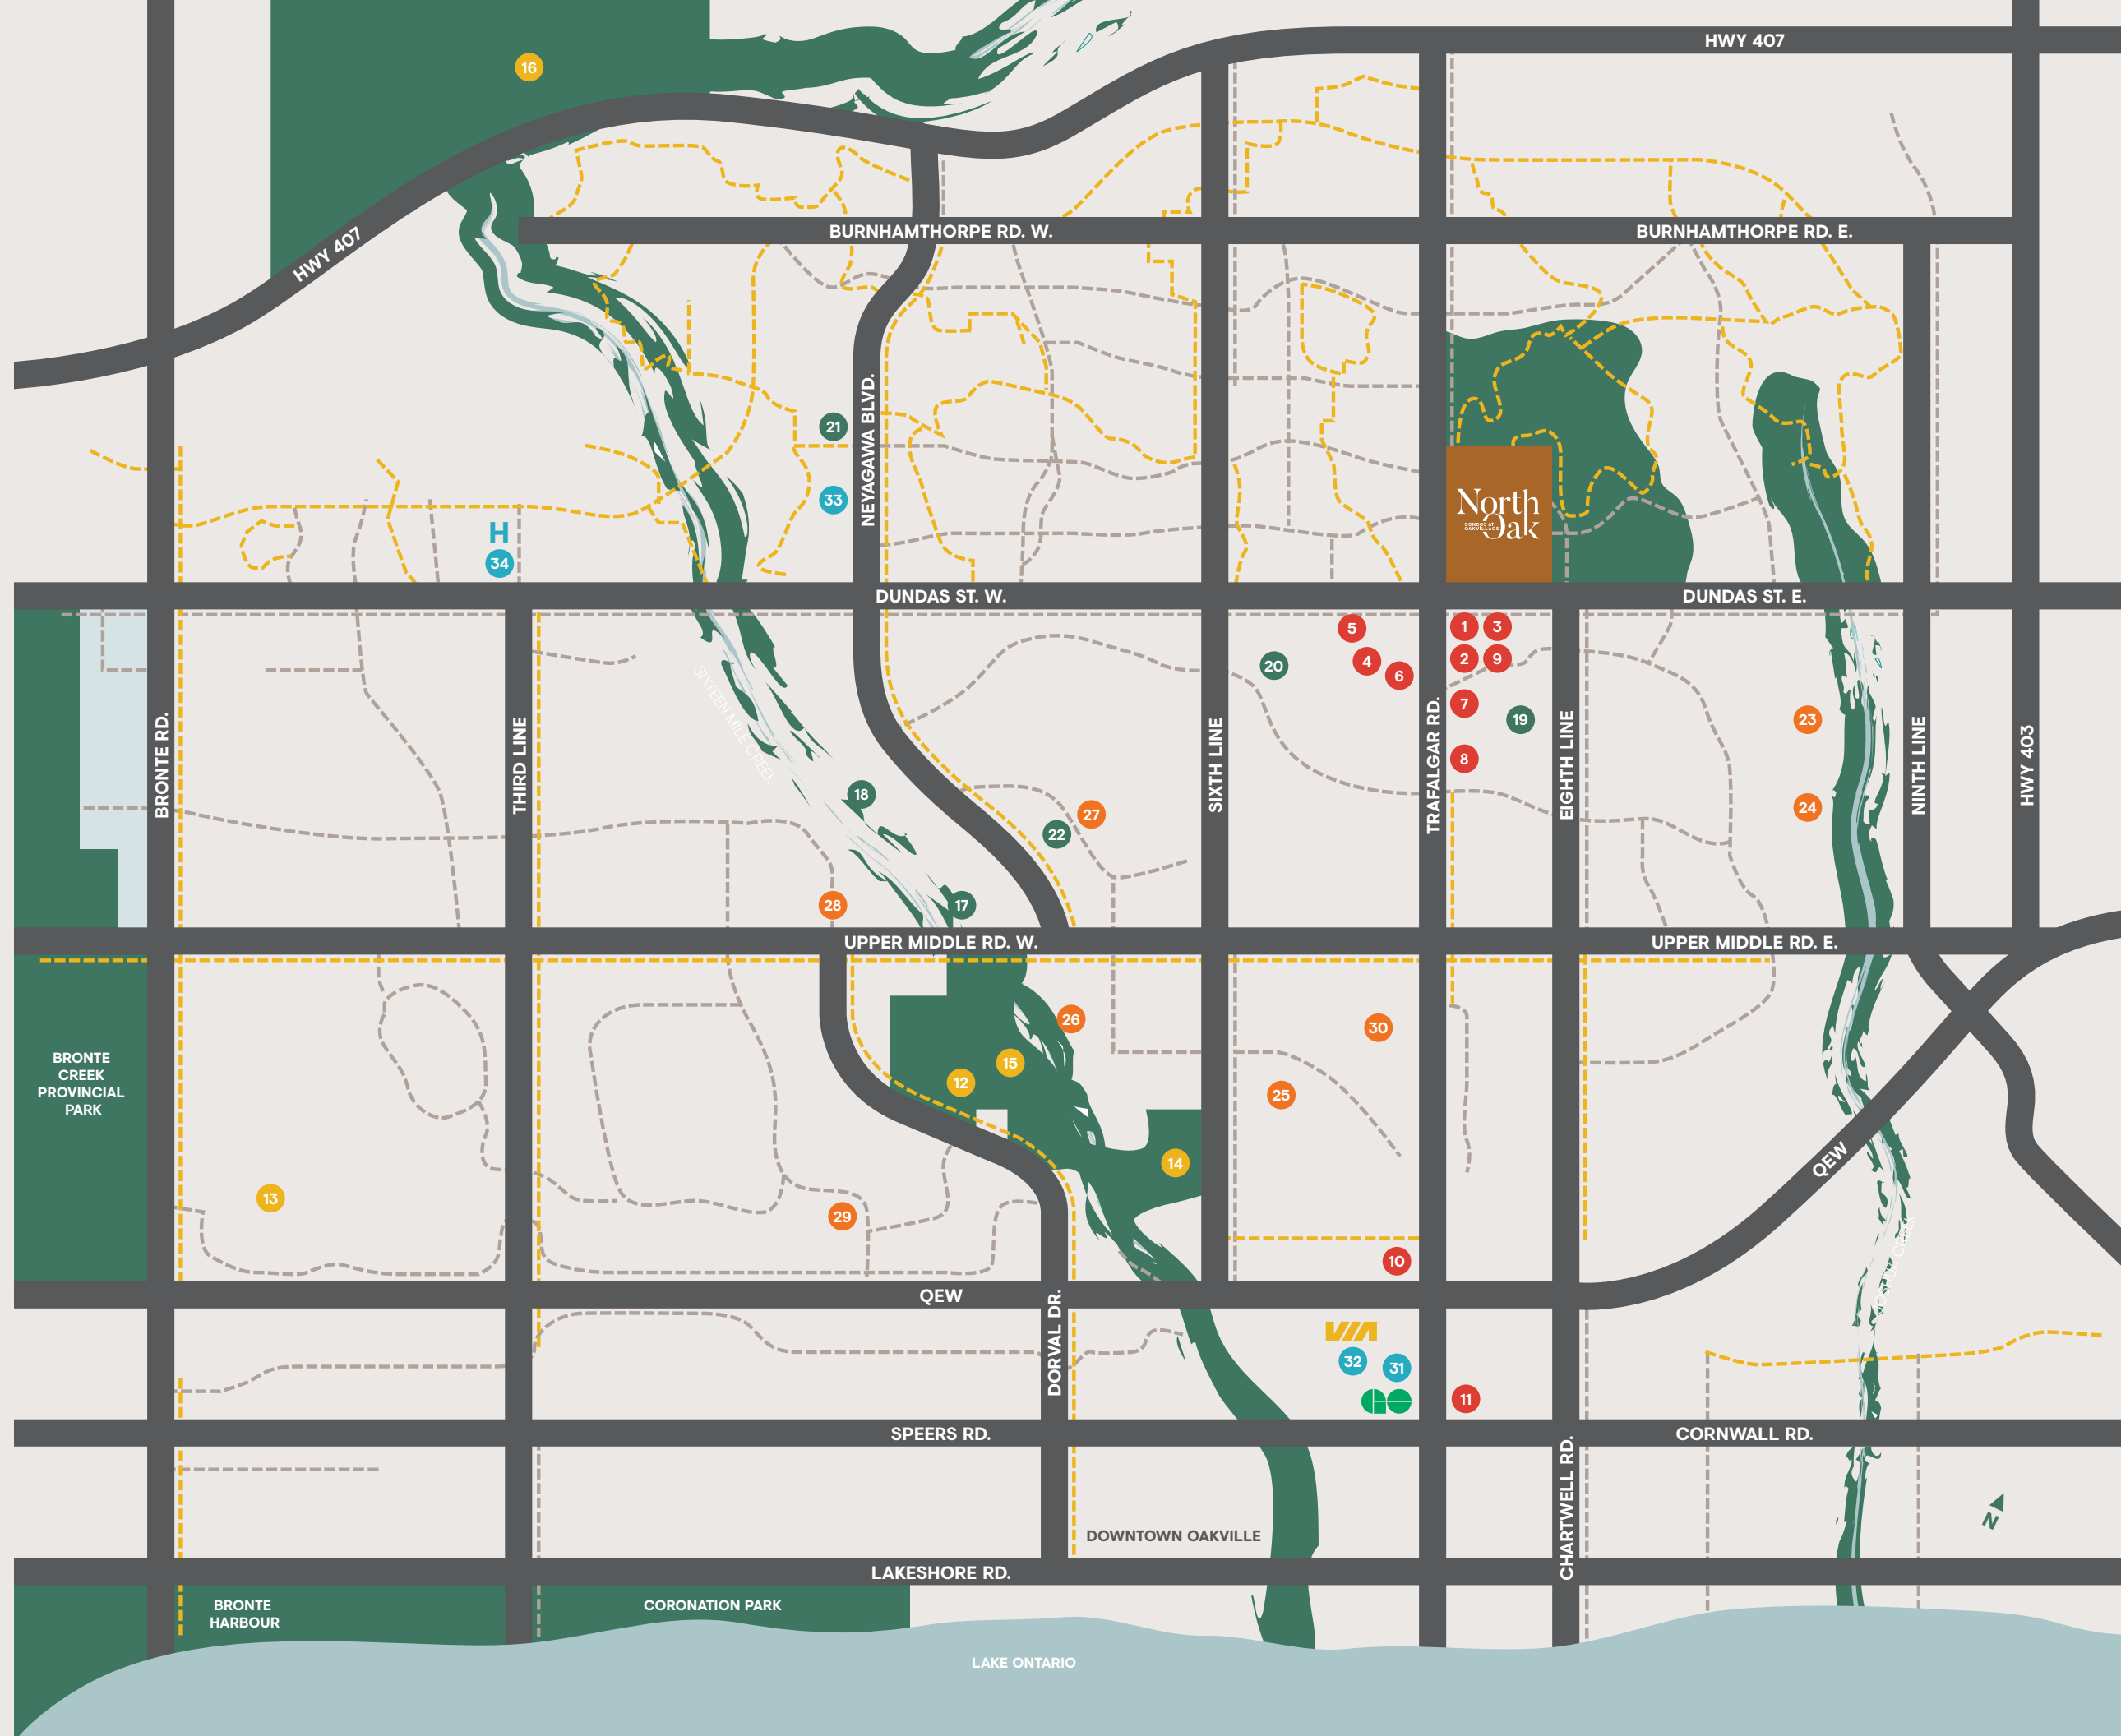 HWY 407
16
BURNHAMTHORPE RD. W.
BURNHAMTHORPE RD. E.
HWY 407
NEYAGAWA BLVD.
21
33
H
34
North
CONDOS AT
OAKVILLAGE
Oak
DUNDAS ST. W.
DUNDAS ST. E.
5
1
3
4
2
9
20
6
7
19
8
23
24
SIXTEEN MILE CREEK
BRONTE RD.
THIRD LINE
SIXTH LINE
TRAFALGAR RD.
EIGHTH LINE
NINTH LINE
HWY 403
18
27
22
28
17
UPPER MIDDLE RD. W.
UPPER MIDDLE RD. E.
26
30
15
12
25
BRONTE
CREEK
PROVINCIAL
PARK
14
QEW
13
29
10
QEW
DORVAL DR.
VIA
32
31
GO
11
SPEERS RD.
CORNWALL RD.
CHARTWELL RD.
N
DOWNTOWN OAKVILLE
LAKESHORE RD.
BRONTE
HARBOUR
CORONATION PARK
LAKE ONTARIO